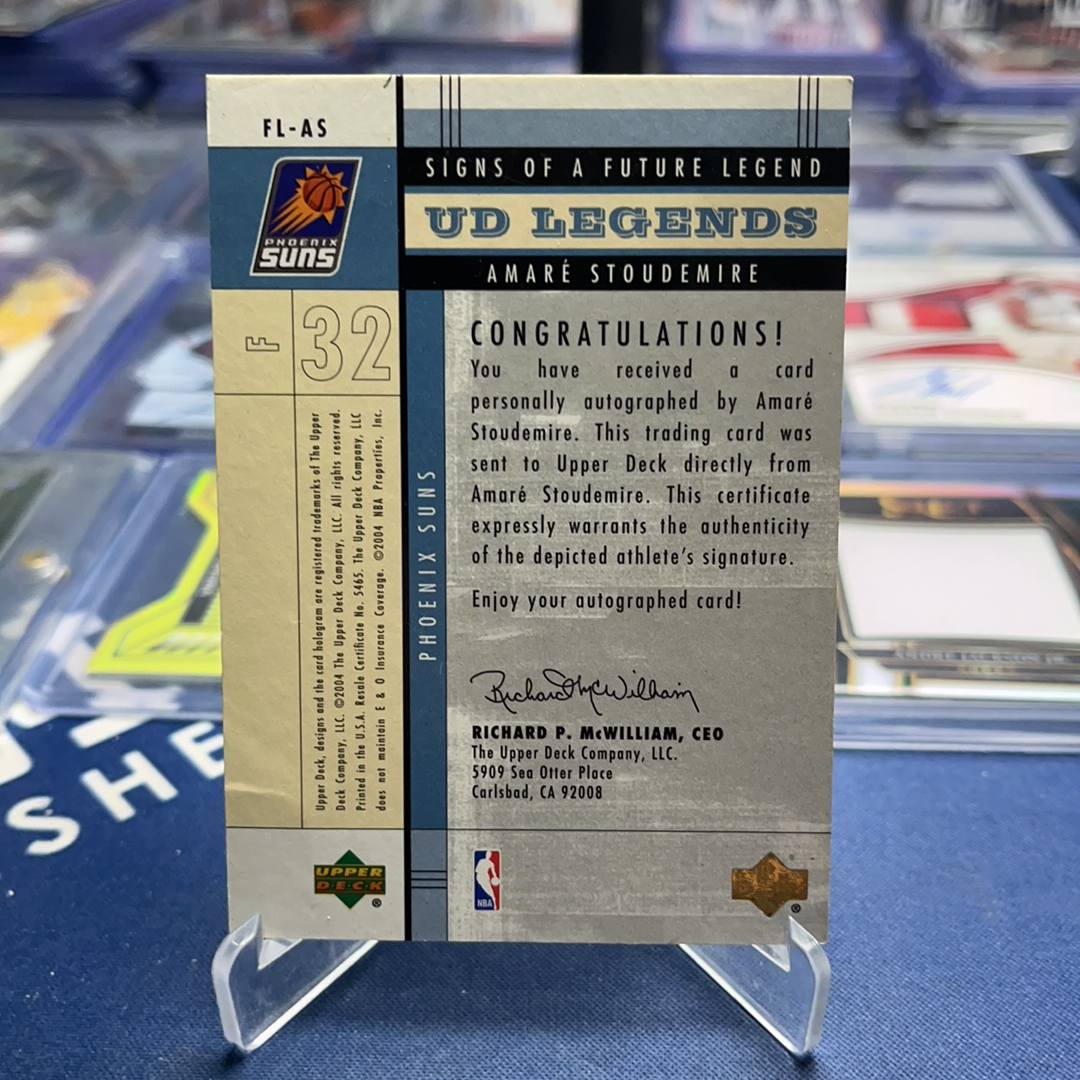 FL-AS
PHOENIX
SUNS
F
32
Upper Deck, designs and the card hologram are registered trademarks of The Upper
Deck Company, LLC. ©2004 The Upper Deck Company, LLC. All rights reserved.
Printed in the U.S.A. Resale Certificate No. 5465. The Upper Deck Company, LLC
does not maintain E & O Insurance Coverage. ©2004 NBA Properties, Inc.
UPPER
DECK
®
SIGNS OF A FUTURE LEGEND
UD LEGENDS
AMARÉ STOUDEMIRE
PHOENIX SUNS
CONGRATULATIONS!
You have received a card
personally autographed by Amaré
Stoudemire. This trading card was
sent to Upper Deck directly from
Amaré Stoudemire. This certificate
expressly warrants the authenticity
of the depicted athlete's signature.
Enjoy your autographed card!
Richard P. McWilliam
RICHARD P. McWILLIAM, CEO
The Upper Deck Company, LLC.
5909 Sea Otter Place
Carlsbad, CA 92008
NBA
®
SHE